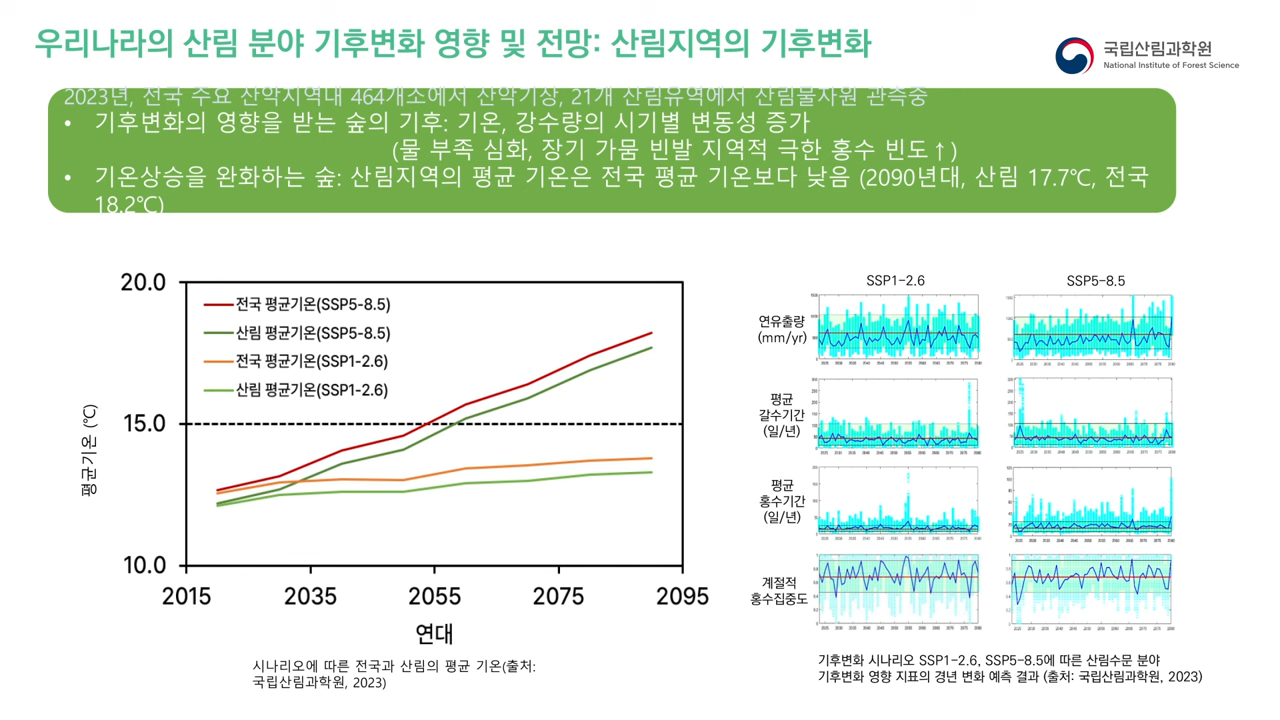 우리나라의 산림 분야 기후변화 영향 및 전망: 산림지역의 기후변화
국립산림과학원
National Institute of Forest Science
2023년, 전국 주요 산악지역내 464개소에서 산악기상, 21개 산림유역에서 산림물자원 관측중
• 기후변화의 영향을 받는 숲의 기후: 기온, 강수량의 시기별 변동성 증가
(물 부족 심화, 장기 가뭄 빈발 지역적 극한 홍수 빈도↑)
• 기온상승을 완화하는 숲: 산림지역의 평균 기온은 전국 평균 기온보다 낮음 (2090년대, 산림 17.7℃, 전국
18.2℃)
20.0
15.0
10.0
평균기온 (℃)
전국 평균기온(SSP5-8.5)
산림 평균기온(SSP5-8.5)
전국 평균기온(SSP1-2.6)
산림 평균기온(SSP1-2.6)
2015 2035 2055 2075 2095
연대
시나리오에 따른 전국과 산림의 평균 기온(출처:
국립산림과학원, 2023)
SSP1-2.6 SSP5-8.5
연유출량
(mm/yr)
평균
갈수기간
(일/년)
평균
홍수기간
(일/년)
계절적
홍수집중도
기후변화 시나리오 SSP1-2.6, SSP5-8.5에 따른 산림수문 분야
기후변화 영향 지표의 경년 변화 예측 결과 (출처: 국립산림과학원, 2023)